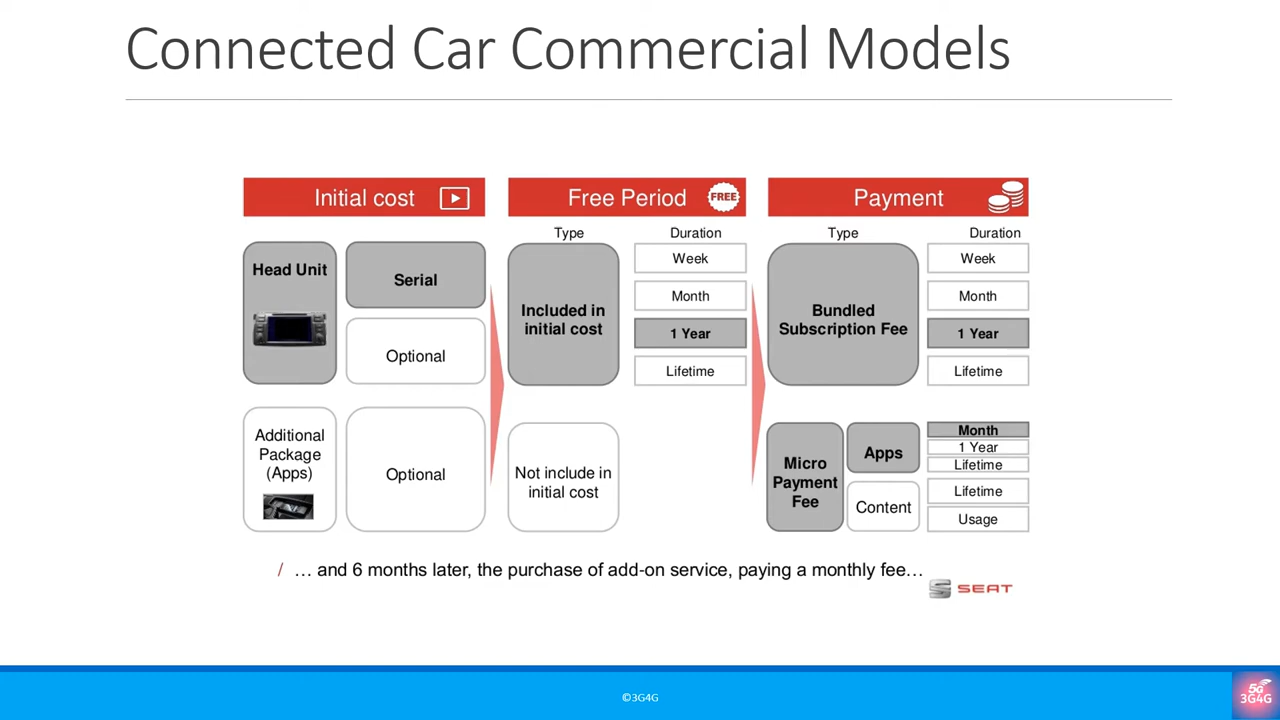 Connected Car Commercial Models
Initial cost
Free Period
FREE
Payment
Type
Duration
Type
Duration
Head Unit
Serial
Optional
Additional
Package
(Apps)
Optional
Included in
initial cost
Week
Month
1 Year
Lifetime
Not include in
initial cost
Bundled
Subscription Fee
Week
Month
1 Year
Lifetime
Micro
Payment
Fee
Apps
Content
Month
1 Year
Lifetime
Lifetime
Usage
/ … and 6 months later, the purchase of add-on service, paying a monthly fee…
SEAT
©3G4G
5G
3G4G